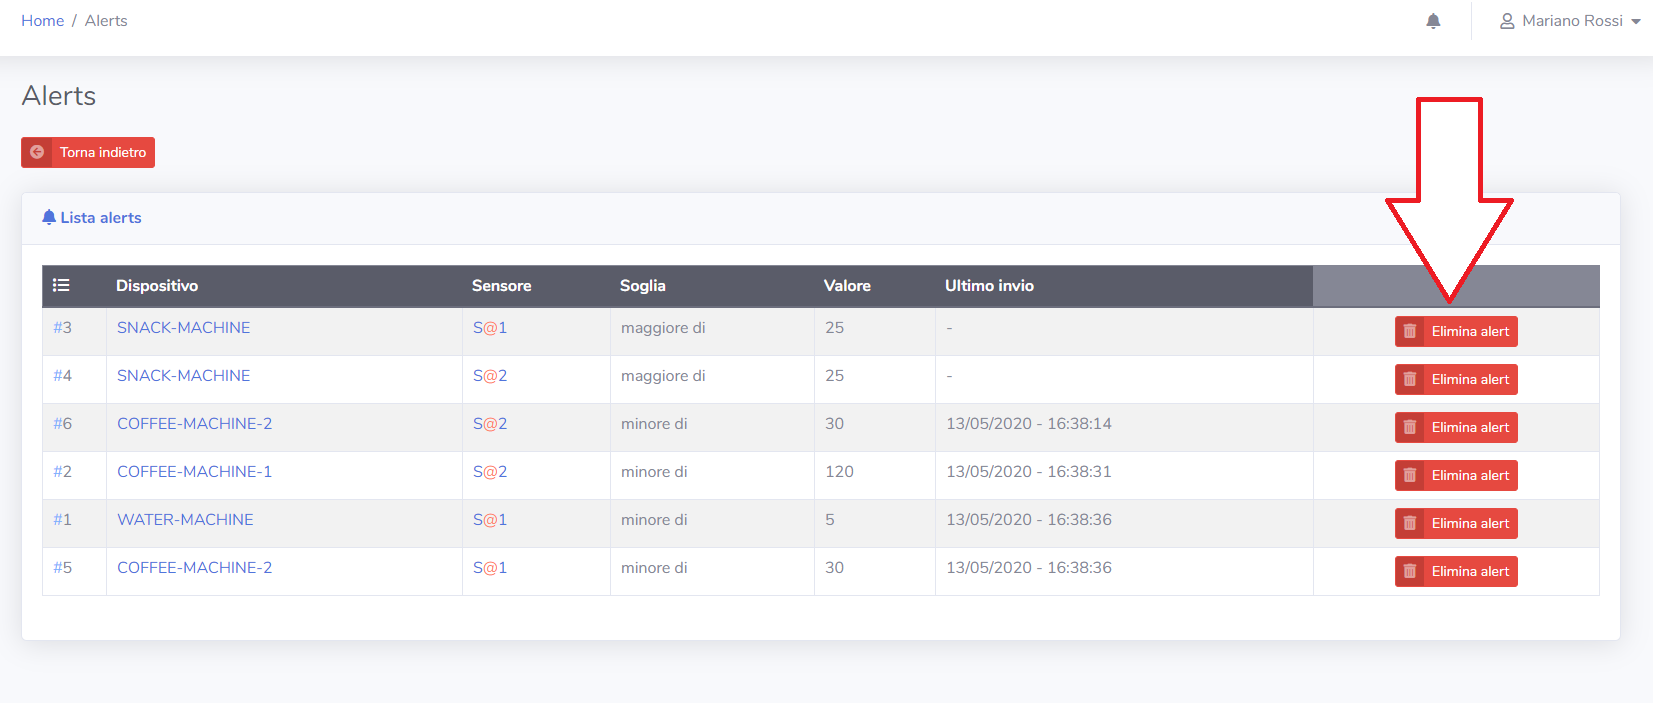 Home / Alerts
Mariano Rossi
Alerts
Torna indietro
Lista alerts
Dispositivo Sensore Soglia Valore Ultimo invio
#3 SNACK-MACHINE S@1 maggiore di 25 - Elimina alert
#4 SNACK-MACHINE S@2 maggiore di 25 - Elimina alert
#6 COFFEE-MACHINE-2 S@2 minore di 30 13/05/2020 - 16:38:14 Elimina alert
#2 COFFEE-MACHINE-1 S@2 minore di 120 13/05/2020 - 16:38:31 Elimina alert
#1 WATER-MACHINE S@1 minore di 5 13/05/2020 - 16:38:36 Elimina alert
#5 COFFEE-MACHINE-2 S@1 minore di 30 13/05/2020 - 16:38:36 Elimina alert